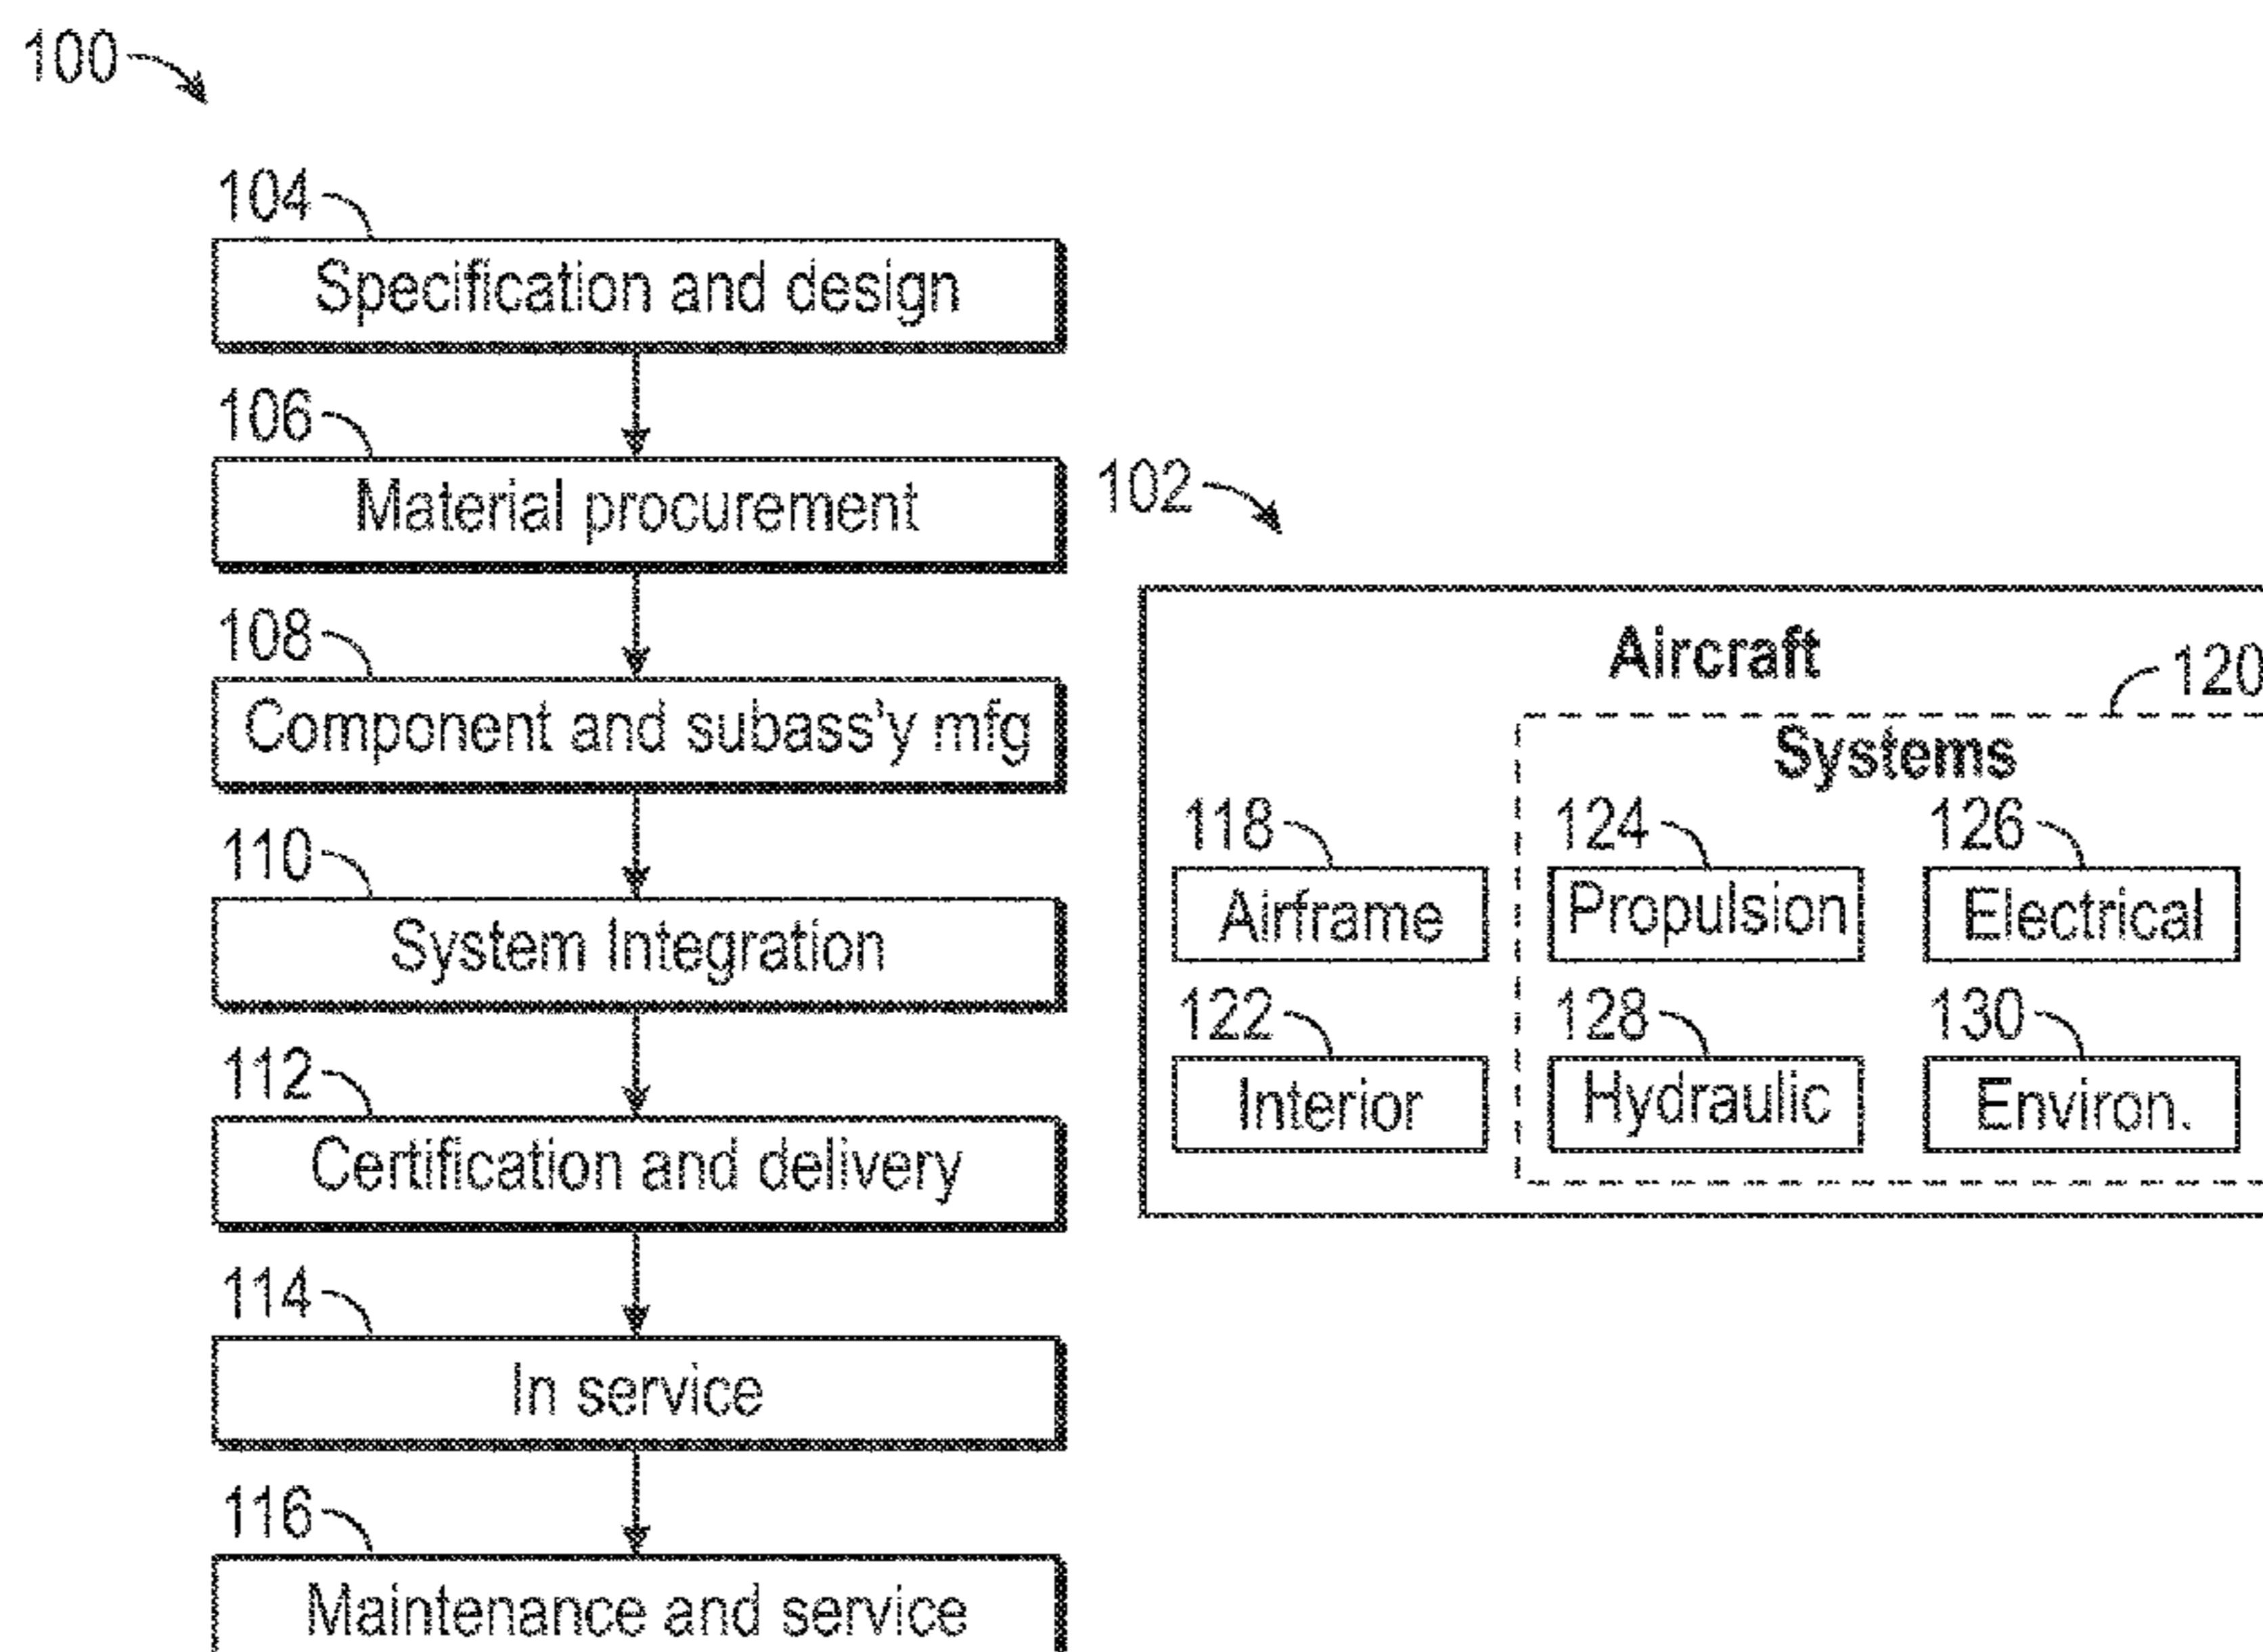 100
104
Specification and design
106
Material procurement
108
Component and subass'y mfg
110
System Integration
112
Certification and delivery
114
In service
116
Maintenance and service
102
Aircraft
120
Systems
118 124 126
Airframe Propulsion Electrical
122 128 130
Interior Hydraulic Environ.